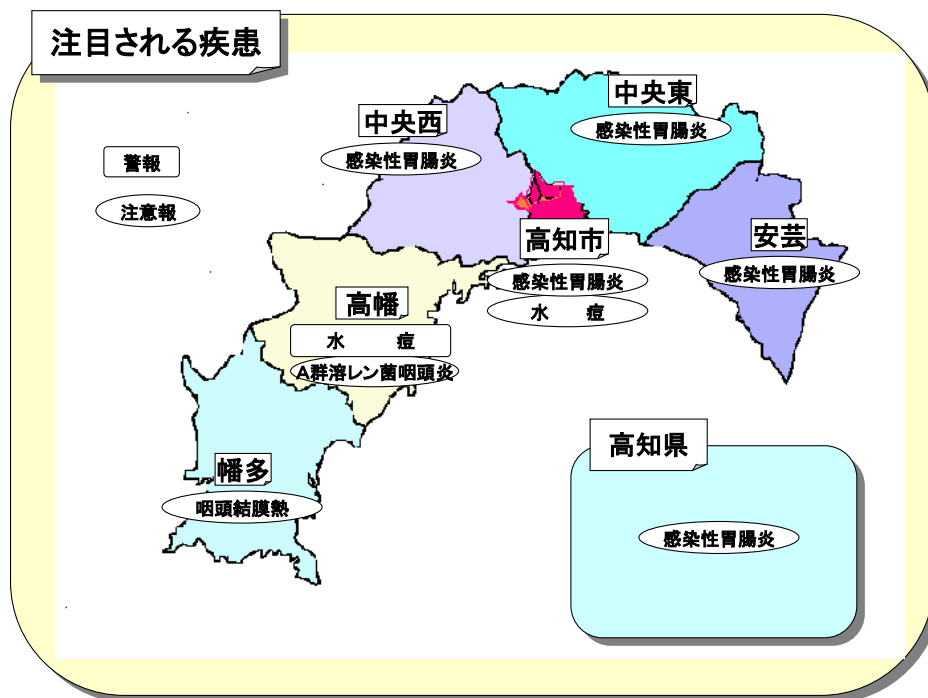 注目される疾患
警報
注意報
中央西
感染性胃腸炎
中央東
感染性胃腸炎
高知市
感染性胃腸炎
水 痘
安芸
感染性胃腸炎
高幡
水 痘
A群溶レン菌咽頭炎
幡多
咽頭結膜熱
高知県
感染性胃腸炎